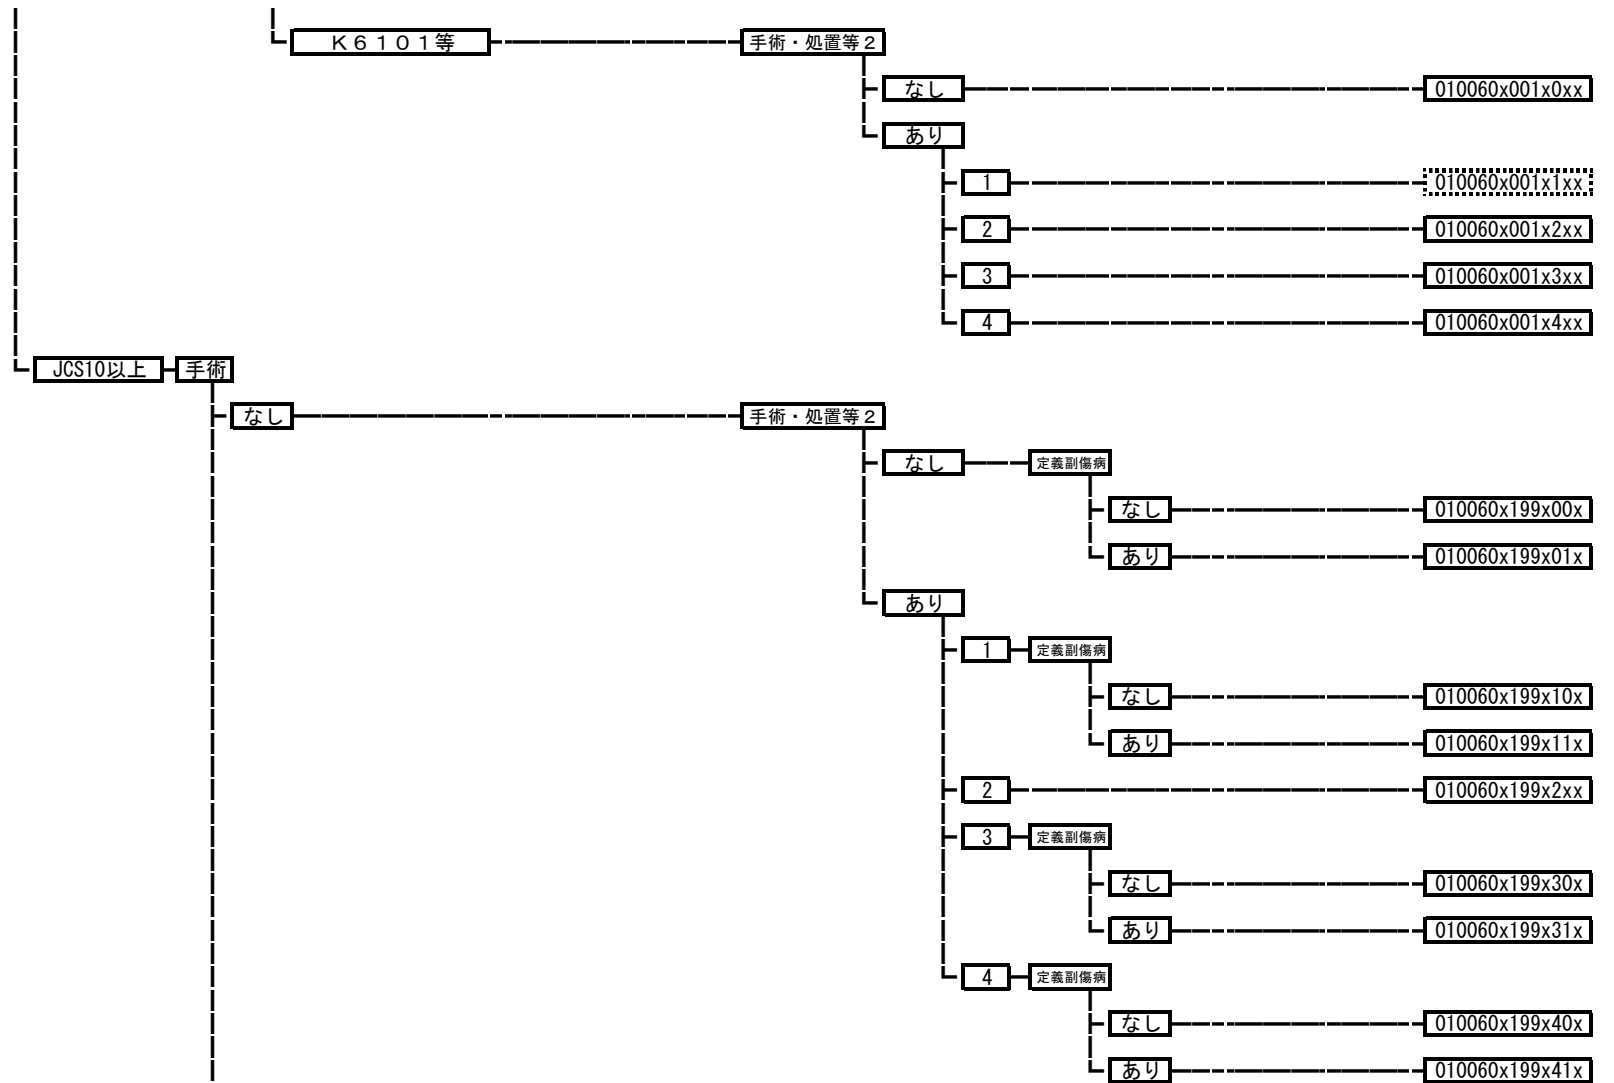 Ｋ６１０１等 手術・処置等２
なし 010060x001x0xx
あり
1 010060x001x1xx
2 010060x001x2xx
3 010060x001x3xx
4 010060x001x4xx
JCS10以上 手術
なし 手術・処置等２
なし 定義副傷病
なし 010060x199x00x
あり 010060x199x01x
あり
1 定義副傷病
なし 010060x199x10x
あり 010060x199x11x
2 010060x199x2xx
3 定義副傷病
なし 010060x199x30x
あり 010060x199x31x
4 定義副傷病
なし 010060x199x40x
あり 010060x199x41x